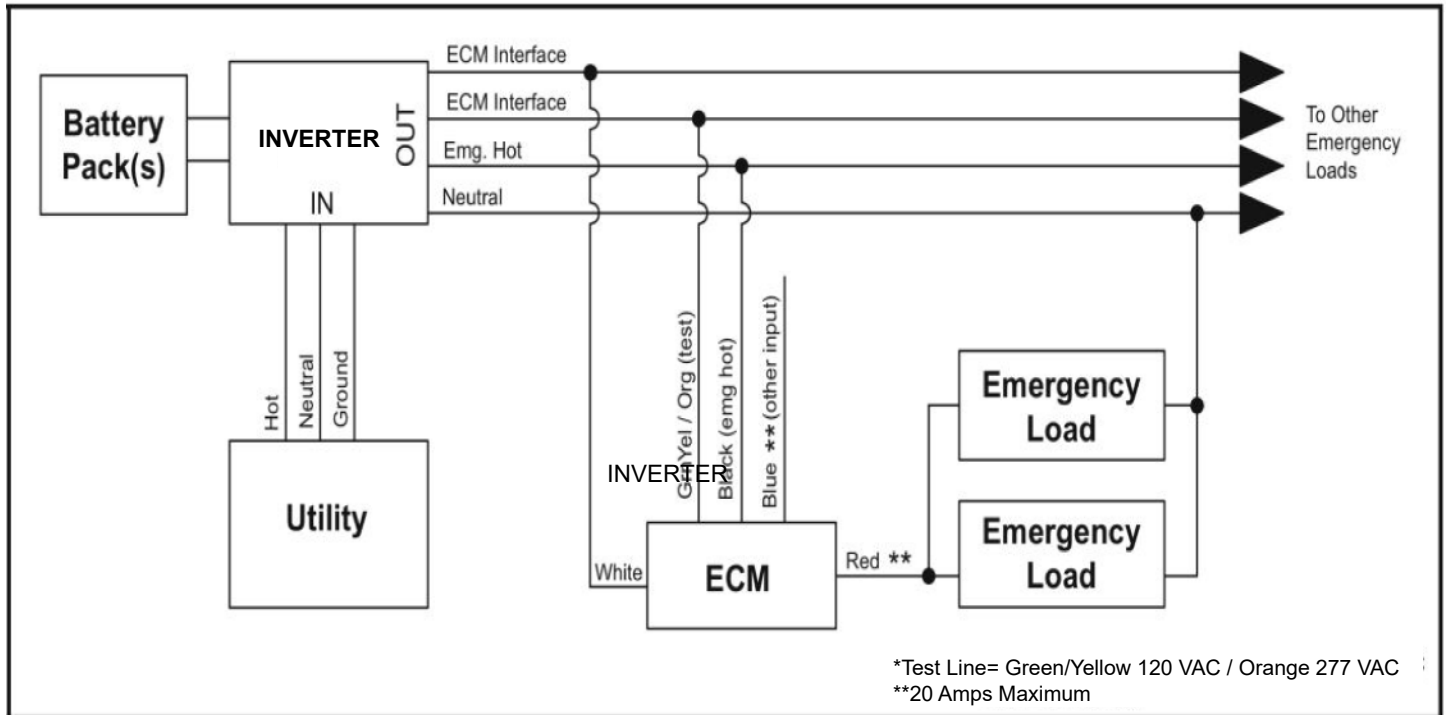 ECM Interface
ECM Interface
Emg. Hot
Neutral
Battery
Pack(s)
INVERTER
OUT
IN
To Other
Emergency
Loads
Hot
Neutral
Ground
Utility
GrnYel / Org (test)
Black (emg hot)
Blue **(other input)
INVERTER
White
ECM
Red **
Emergency
Load
Emergency
Load
*Test Line= Green/Yellow 120 VAC / Orange 277 VAC
**20 Amps Maximum